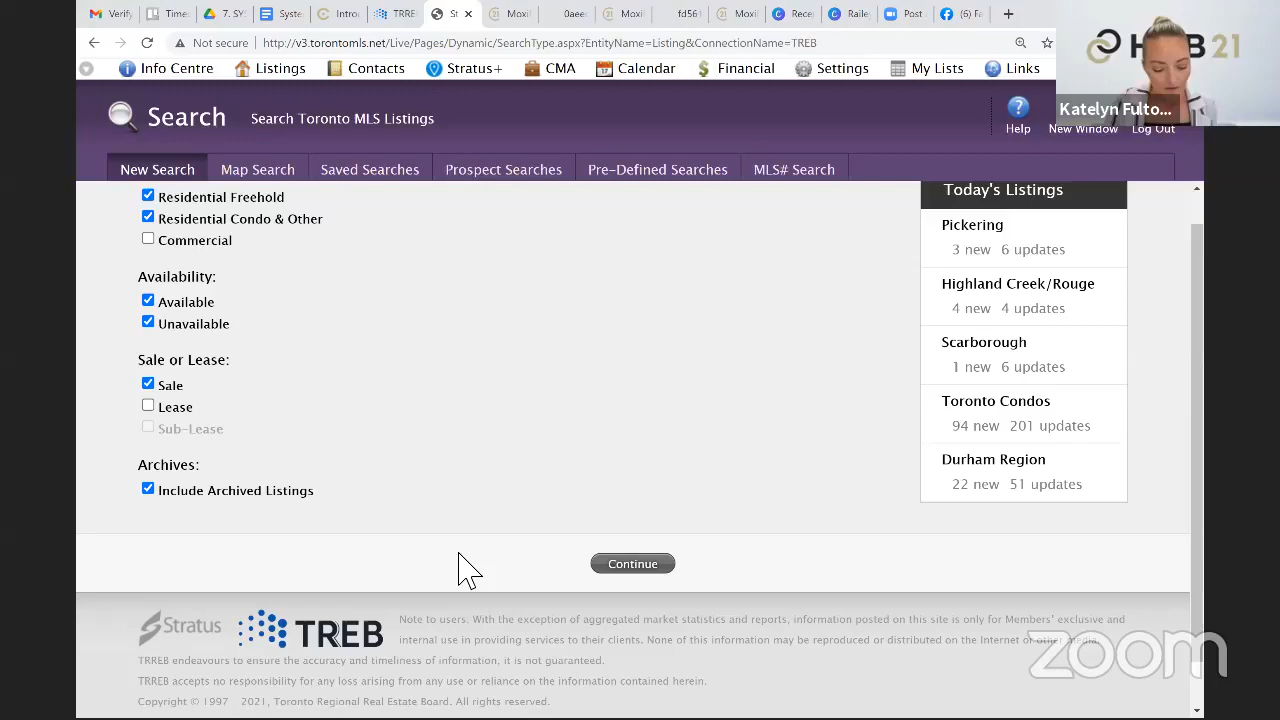 Verify
Times
7. SY
Syste
Intro
TRRE
St
Moxi
0aee
Moxi
fd561
Moxi
Rece
Railey
Post
(6) Fa
Not secure
http://v3.torontomls.net/Live/Pages/DynamicSearchType.aspx?EntityName=Listing&ConnectionName=TREB
Info Centre
Listings
Contacts
Stratus+
CMA
Calendar
Financial
Settings
My Lists
Links
Katelyn Fulto...
Search
Search Toronto MLS Listings
Help
New Window
Log Out
New Search
Map Search
Saved Searches
Prospect Searches
Pre-Defined Searches
MLS# Search
Residential Freehold
Residential Condo & Other
Commercial
Availability:
Available
Unavailable
Sale or Lease:
Sale
Lease
Sub-Lease
Archives:
Include Archived Listings
Today's Listings
Pickering
3 new 6 updates
Highland Creek/Rouge
4 new 4 updates
Scarborough
1 new 6 updates
Toronto Condos
94 new 201 updates
Durham Region
22 new 51 updates
Continue
Stratus
TREB
Note to users: With the exception of aggregated market statistics and reports, information posted on this site is only for Members' exclusive and
internal use in providing services to their clients. None of this information may be reproduced or distributed on the Internet or other media.
TRREB endeavours to ensure the accuracy and timeliness of information, it is not guaranteed.
TRREB accepts no responsibility for any loss arising from any use or reliance on the information contained herein.
Copyright © 1997 2021, Toronto Regional Real Estate Board. All rights reserved.
zoom